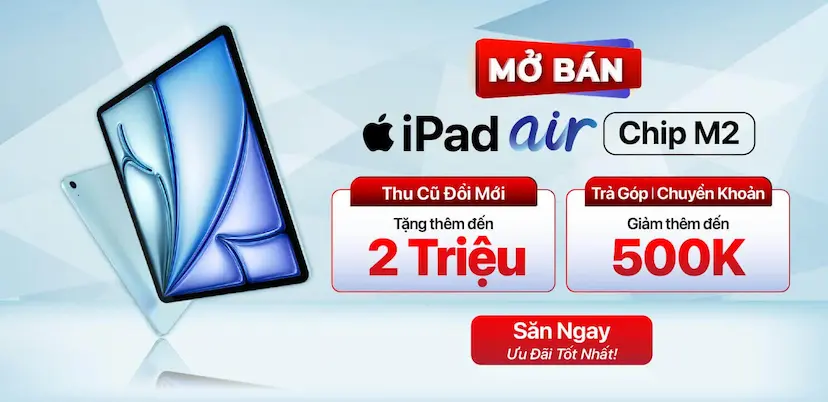 MỞ BÁN
iPad air Chip M2
Thu Cũ Đổi Mới
Tặng thêm đến
2 Triệu
Trả Góp | Chuyển Khoản
Giảm thêm đến
500K
Săn Ngay
Ưu Đãi Tốt Nhất!